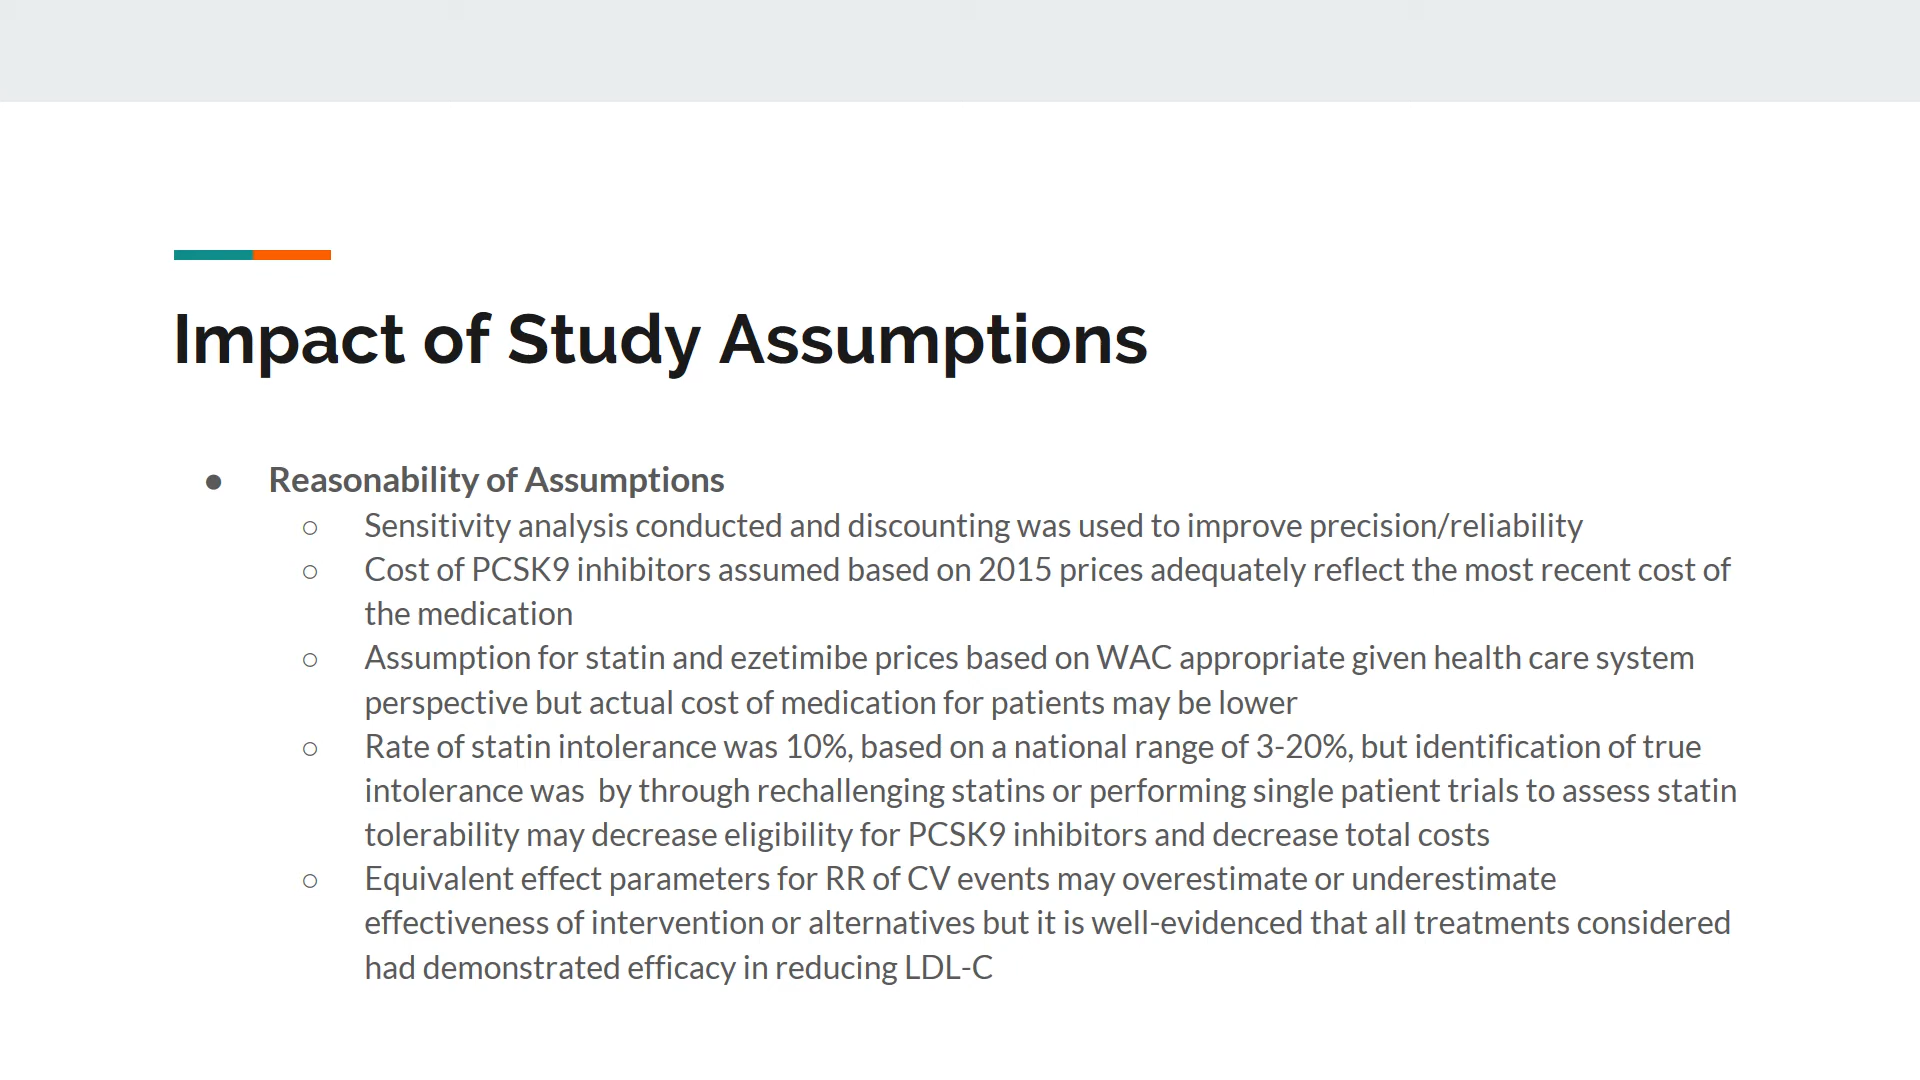 Impact of Study Assumptions
● Reasonability of Assumptions
○ Sensitivity analysis conducted and discounting was used to improve precision/reliability
○ Cost of PCSK9 inhibitors assumed based on 2015 prices adequately reflect the most recent cost of
the medication
○ Assumption for statin and ezetimibe prices based on WAC appropriate given health care system
perspective but actual cost of medication for patients may be lower
○ Rate of statin intolerance was 10%, based on a national range of 3-20%, but identification of true
intolerance was  by through rechallenging statins or performing single patient trials to assess statin
tolerability may decrease eligibility for PCSK9 inhibitors and decrease total costs
○ Equivalent effect parameters for RR of CV events may overestimate or underestimate
effectiveness of intervention or alternatives but it is well-evidenced that all treatments considered
had demonstrated efficacy in reducing LDL-C